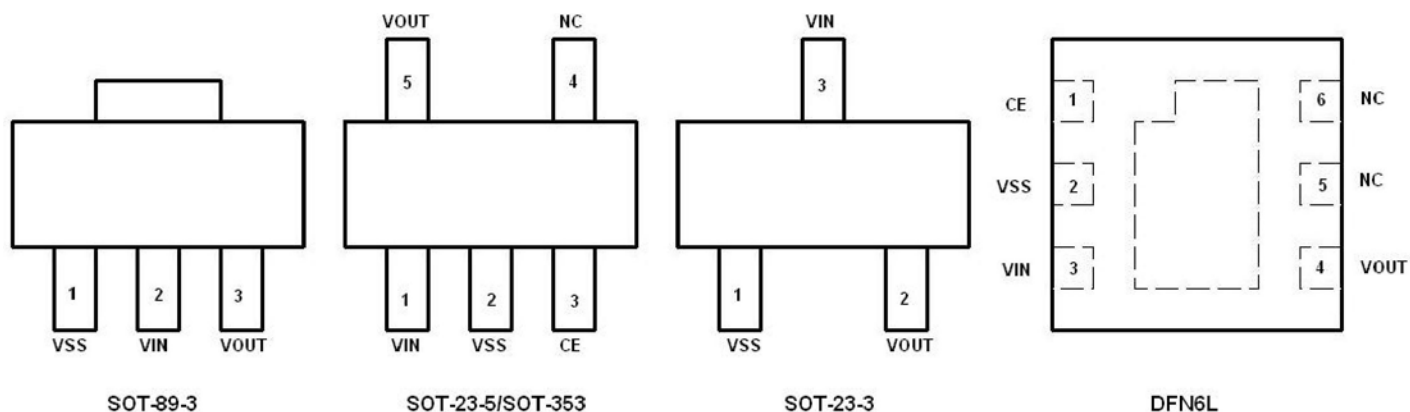 VOUT NC
5 4
1 2 3
VSS VIN VOUT
SOT-89-3
1 2 3
VIN VSS CE
SOT-23-5/SOT-353
VIN
3
1 2
VSS VOUT
SOT-23-3
CE 1 6 NC
VSS 2 5 NC
VIN 3 4 VOUT
DFN6L